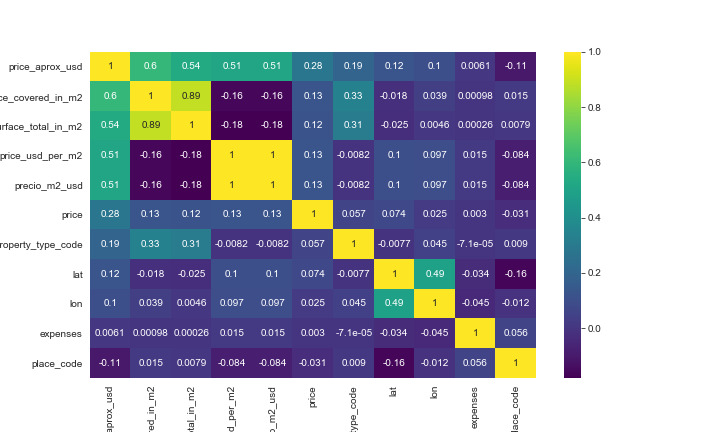 price_aprox_usd 1 0.6 0.54 0.51 0.51 0.28 0.19 0.12 0.1 0.0061 -0.11
ce_covered_in_m2 0.6 1 0.89 -0.16 -0.16 0.13 0.33 -0.018 0.039 0.00098 0.015
urface_total_in_m2 0.54 0.89 1 -0.18 -0.18 0.12 0.31 -0.025 0.0046 0.00026 0.0079
price_usd_per_m2 0.51 -0.16 -0.18 1 1 0.13 -0.0082 0.1 0.097 0.015 -0.084
precio_m2_usd 0.51 -0.16 -0.18 1 1 0.13 -0.0082 0.1 0.097 0.015 -0.084
price 0.28 0.13 0.12 0.13 0.13 1 0.057 0.074 0.025 0.003 -0.031
roperty_type_code 0.19 0.33 0.31 -0.0082 -0.0082 0.057 1 -0.0077 0.045 -7.1e-05 0.009
lat 0.12 -0.018 -0.025 0.1 0.1 0.074 -0.0077 1 0.49 -0.034 -0.16
lon 0.1 0.039 0.0046 0.097 0.097 0.025 0.045 0.49 1 -0.045 -0.012
expenses 0.0061 0.00098 0.00026 0.015 0.015 0.003 -7.1e-05 -0.034 -0.045 1 0.056
place_code -0.11 0.015 0.0079 -0.084 -0.084 -0.031 0.009 -0.16 -0.012 0.056 1
aprox_usd
red_in_m2
otal_in_m2
d_per_m2
o_m2_usd
price
type_code
lat
lon
expenses
lace_code
1.0
0.8
0.6
0.4
0.2
0.0